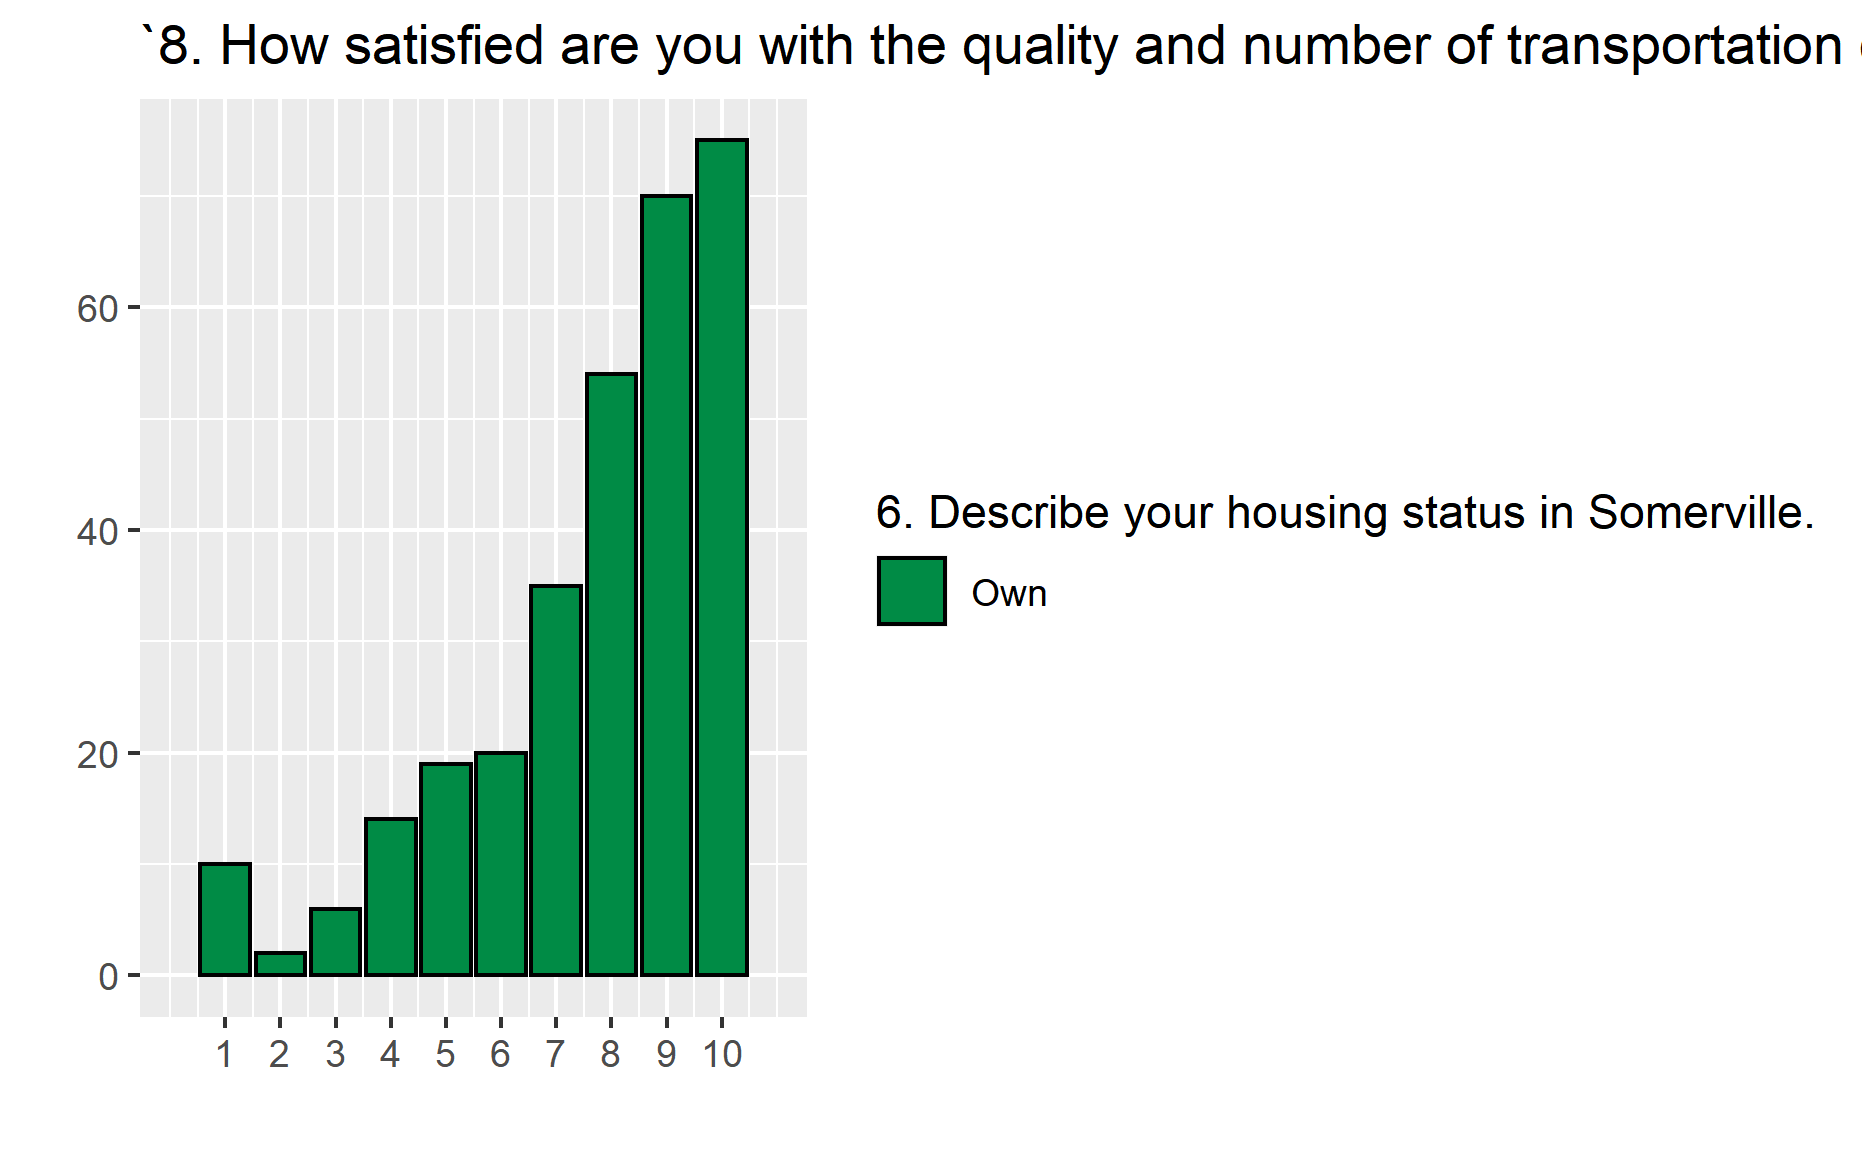 `8. How satisfied are you with the quality and number of transportation
60
40
20
0
1 2 3 4 5 6 7 8 9 10
6. Describe your housing status in Somerville.
Own